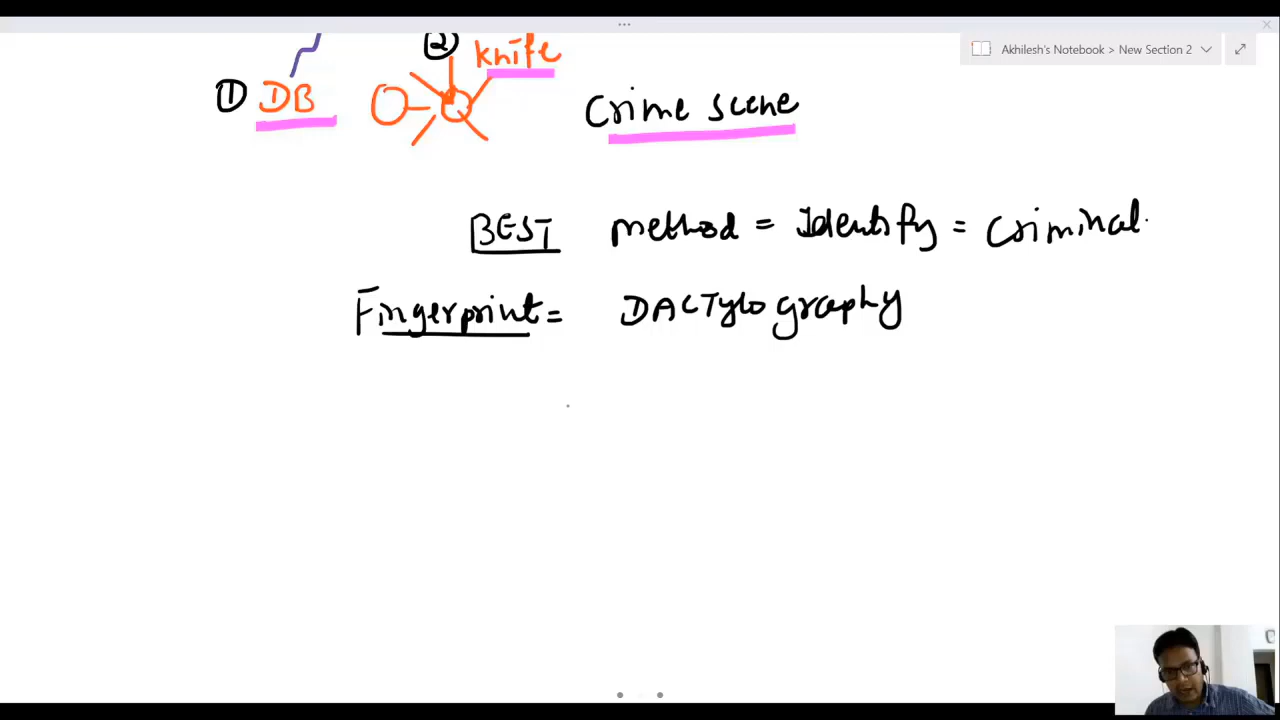 Akhilesh's Notebook > New Section 2
② knife
① DB
Crime scene
BEST method = Identify = Criminal
Fingerprint = DACTylography